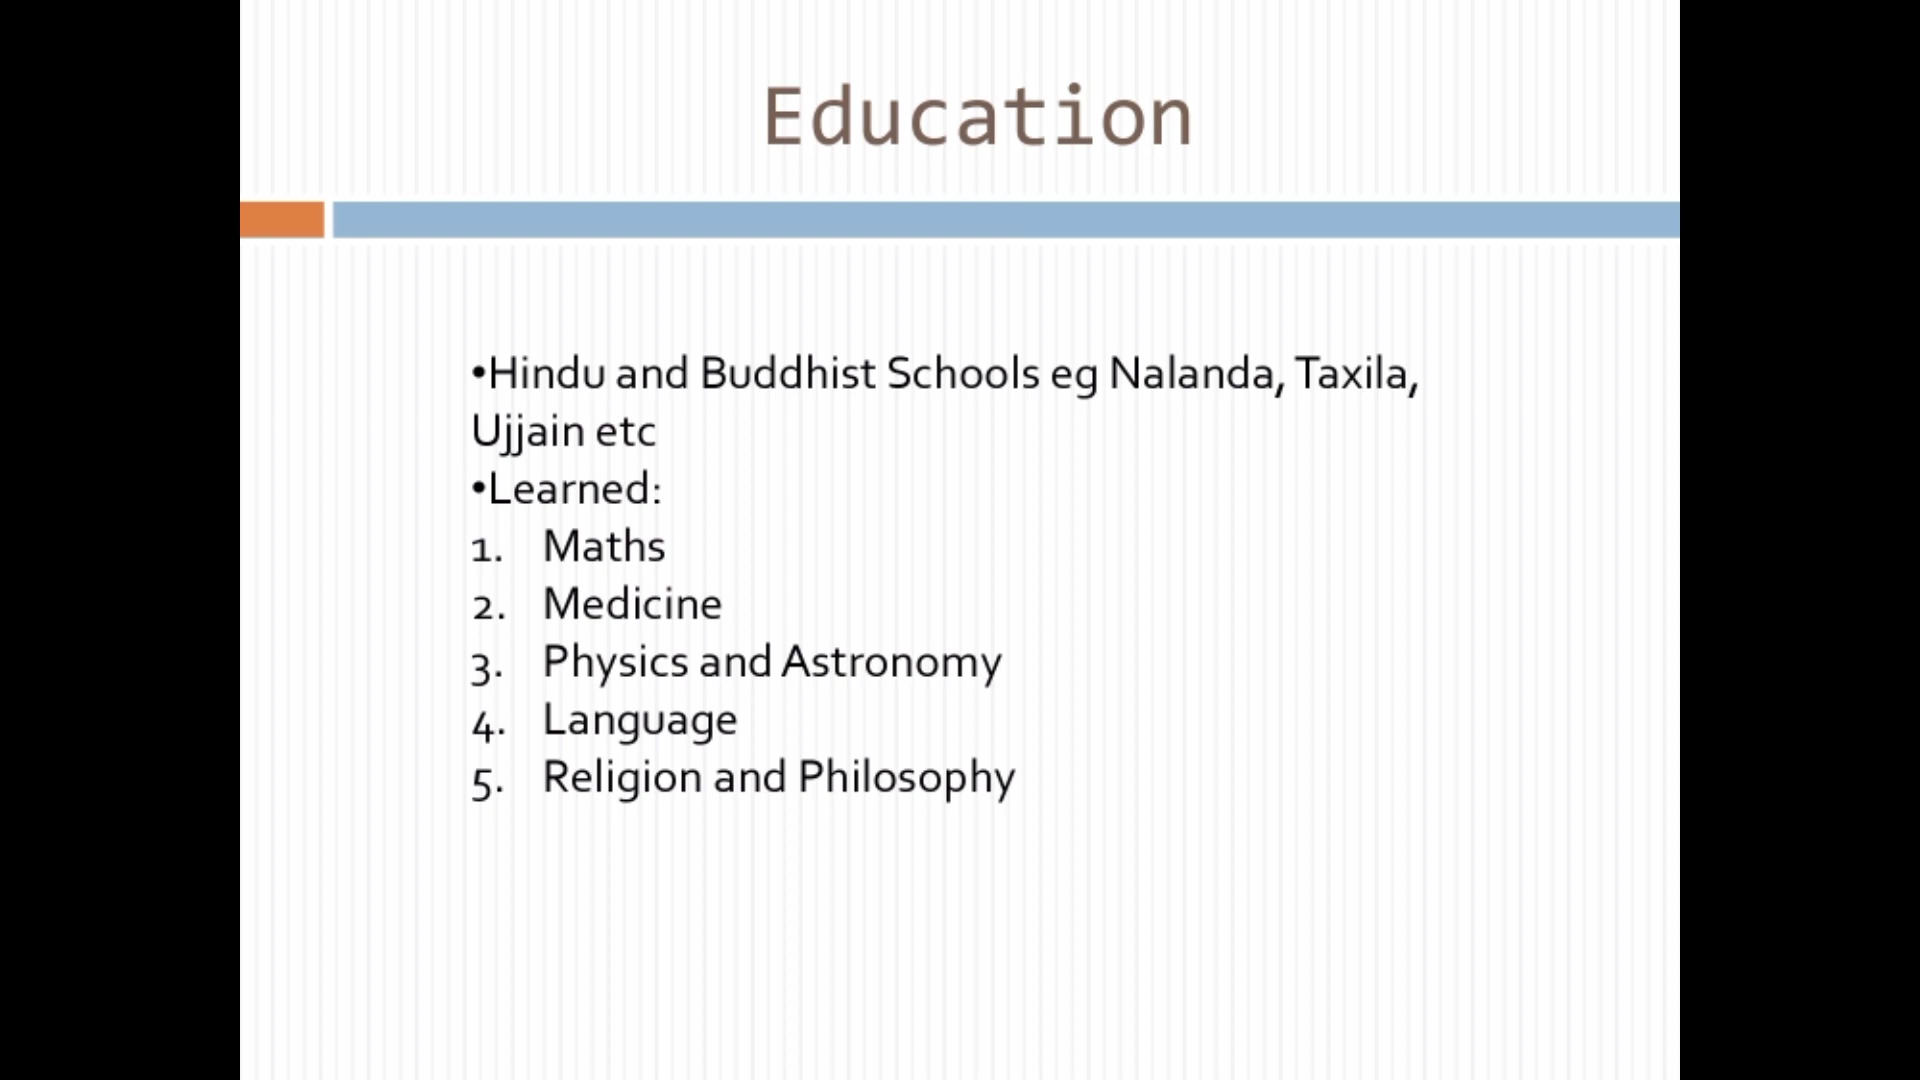 Education
•Hindu and Buddhist Schools eg Nalanda, Taxila,
Ujjain etc
•Learned:
1. Maths
2. Medicine
3. Physics and Astronomy
4. Language
5. Religion and Philosophy